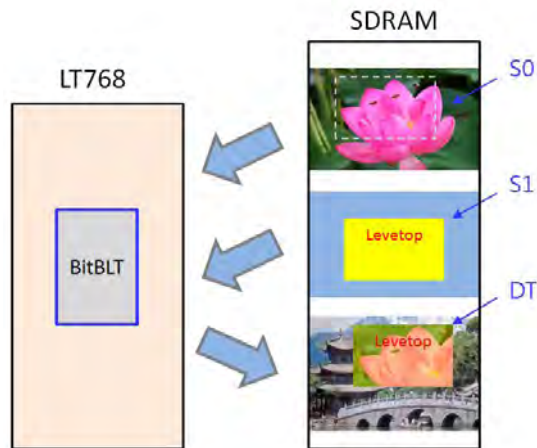 SDRAM
LT768
S0
S1
Levetop
BitBLT
DT
Levetop